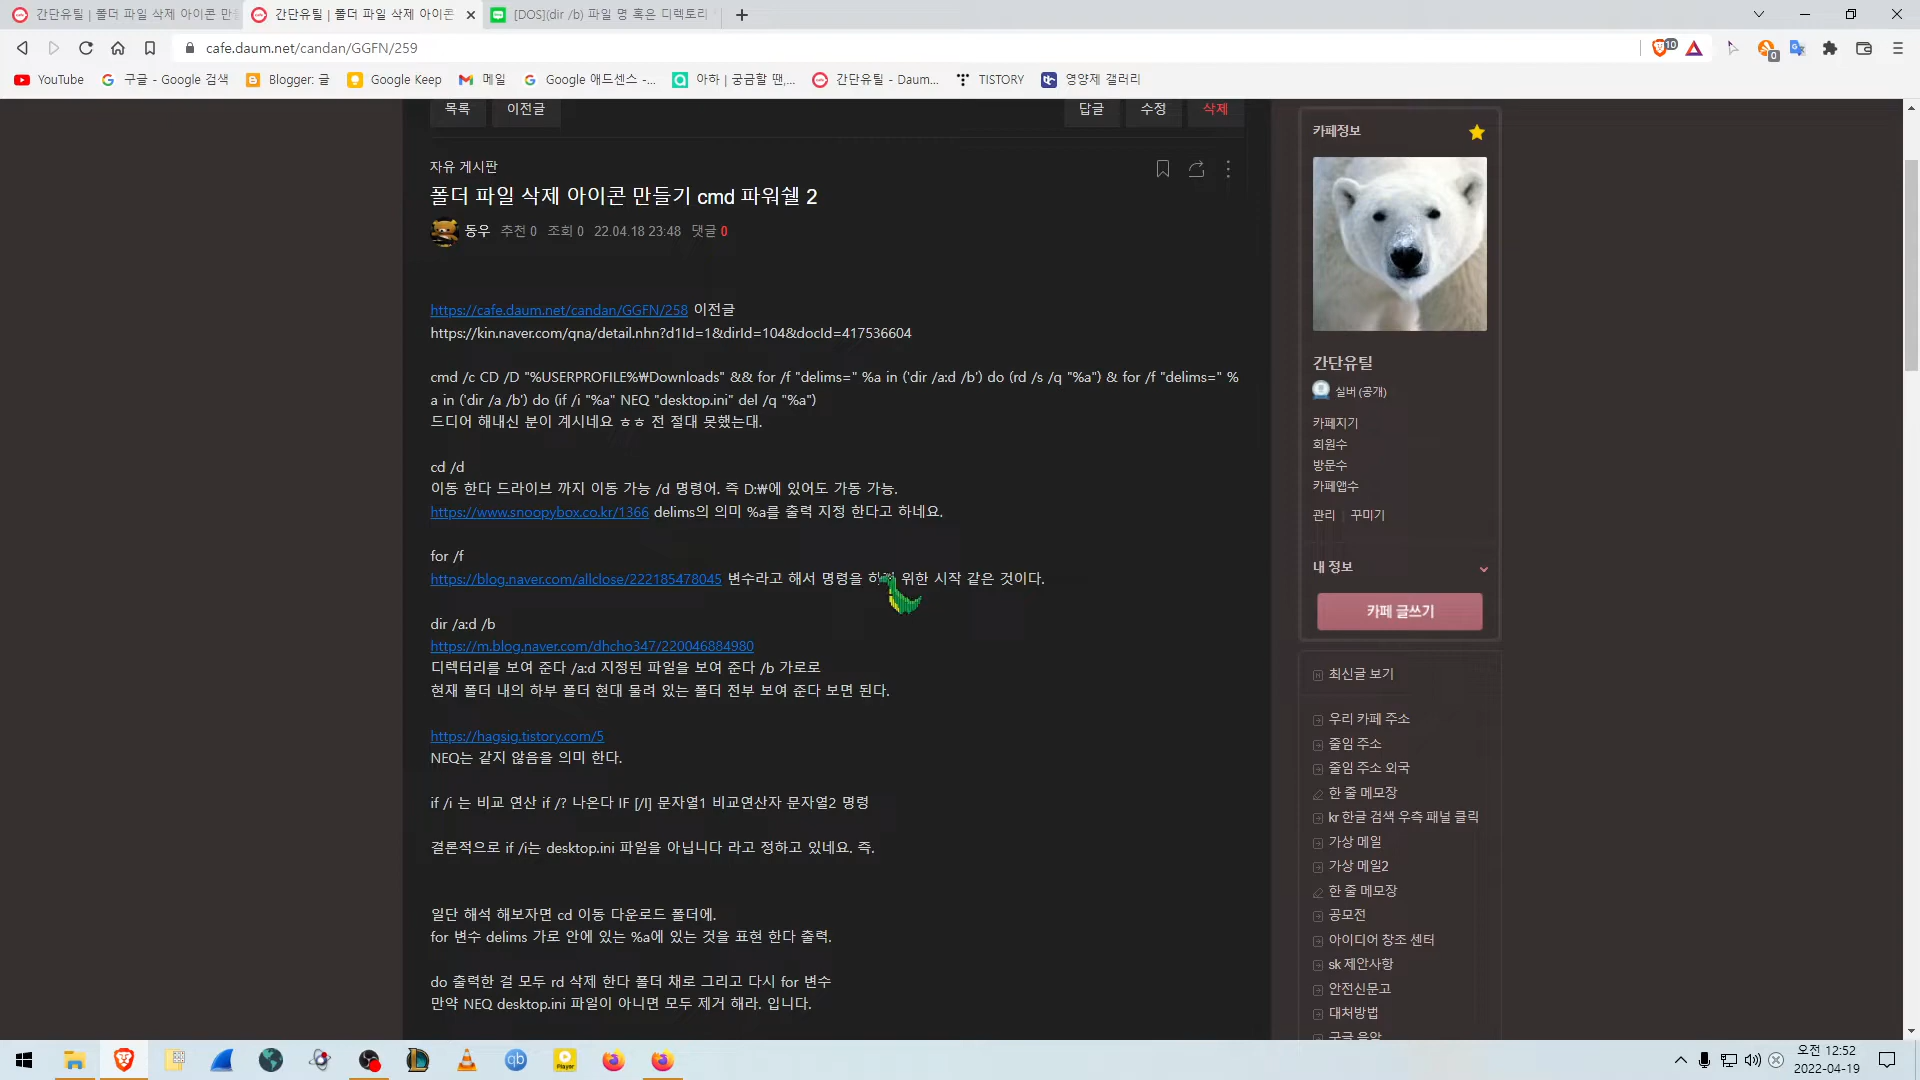 간단유틸 | 폴더 파일 삭제 아이콘 만들
간단유틸 | 폴더 파일 삭제 아이콘
[DOS](dir /b) 파일 명 혹은 디렉토리
cafe.daum.net/candan/GGFN/259
10
0
YouTube
구글 - Google 검색
Blogger: 글
Google Keep
메일
Google 애드센스 -...
아하 | 궁금할 땐,...
간단유틸 - Daum...
TISTORY
영양제 갤러리
목록
이전글
답글
수정
삭제
자유 게시판
폴더 파일 삭제 아이콘 만들기 cmd 파워쉘 2
동우 추천 0 조회 0 22.04.18 23:48 댓글 0
https://cafe.daum.net/candan/GGFN/258 이전글
https://kin.naver.com/qna/detail.nhn?d1Id=1&dirId=104&docId=417536604
cmd /c CD /D "%USERPROFILE%₩Downloads" && for /f "delims=" %a in ('dir /a:d /b') do (rd /s /q "%a") & for /f "delims=" %
a in ('dir /a /b') do (if /i "%a" NEQ "desktop.ini" del /q "%a")
드디어 해내신 분이 계시네요 ㅎㅎ 전 절대 못했는대.
cd /d
이동 한다 드라이브 까지 이동 가능 /d 명령어. 즉 D:₩에 있어도 가동 가능.
https://www.snoopybox.co.kr/1366 delims의 의미 %a를 출력 지정 한다고 하네요.
for /f
https://blog.naver.com/allclose/222185478045 변수라고 해서 명령을 하기 위한 시작 같은 것이다.
dir /a:d /b
https://m.blog.naver.com/dhcho347/220046884980
디렉터리를 보여 준다 /a:d 지정된 파일을 보여 준다 /b 가로로
현재 폴더 내의 하부 폴더 현대 물려 있는 폴더 전부 보여 준다 보면 된다.
https://hagsig.tistory.com/5
NEQ는 같지 않음을 의미 한다.
if /i 는 비교 연산 if /? 나온다 IF [/I] 문자열1 비교연산자 문자열2 명령
결론적으로 if /i는 desktop.ini 파일을 아닙니다 라고 정하고 있네요. 즉.
일단 해석 해보자면 cd 이동 다운로드 폴더에.
for 변수 delims 가로 안에 있는 %a에 있는 것을 표현 한다 출력.
do 출력한 걸 모두 rd 삭제 한다 폴더 채로 그리고 다시 for 변수
만약 NEQ desktop.ini 파일이 아니면 모두 제거 해라. 입니다.
카페정보
간단유틸
실버 (공개)
카페지기
회원수
방문수
카페앱수
관리
꾸미기
내 정보
카페 글쓰기
최신글 보기
우리 카페 주소
줄임 주소
줄임 주소 외국
한 줄 메모장
kr 한글 검색 우측 패널 클릭
가상 메일
가상 메일2
한 줄 메모장
공모전
아이디어 창조 센터
sk 제안사항
안전신문고
대처방법
구글 음악
qb
Player
오전 12:52
2022-04-19